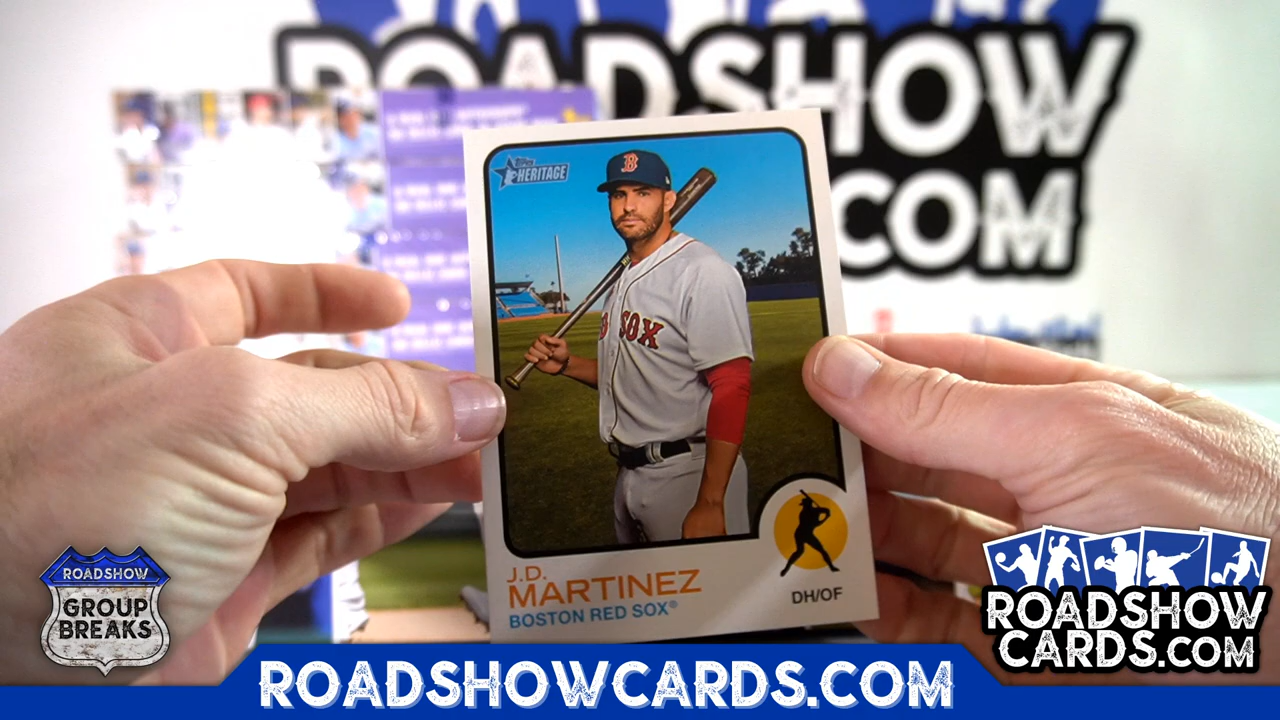 ROADSHOW
COM
TOPPS
HERITAGE
B
SOX
J.D.
MARTINEZ
BOSTON RED SOX®
DH/OF
ROADSHOW
GROUP
BREAKS
ROADSHOW
CARDS.COM
ROADSHOWCARDS.COM